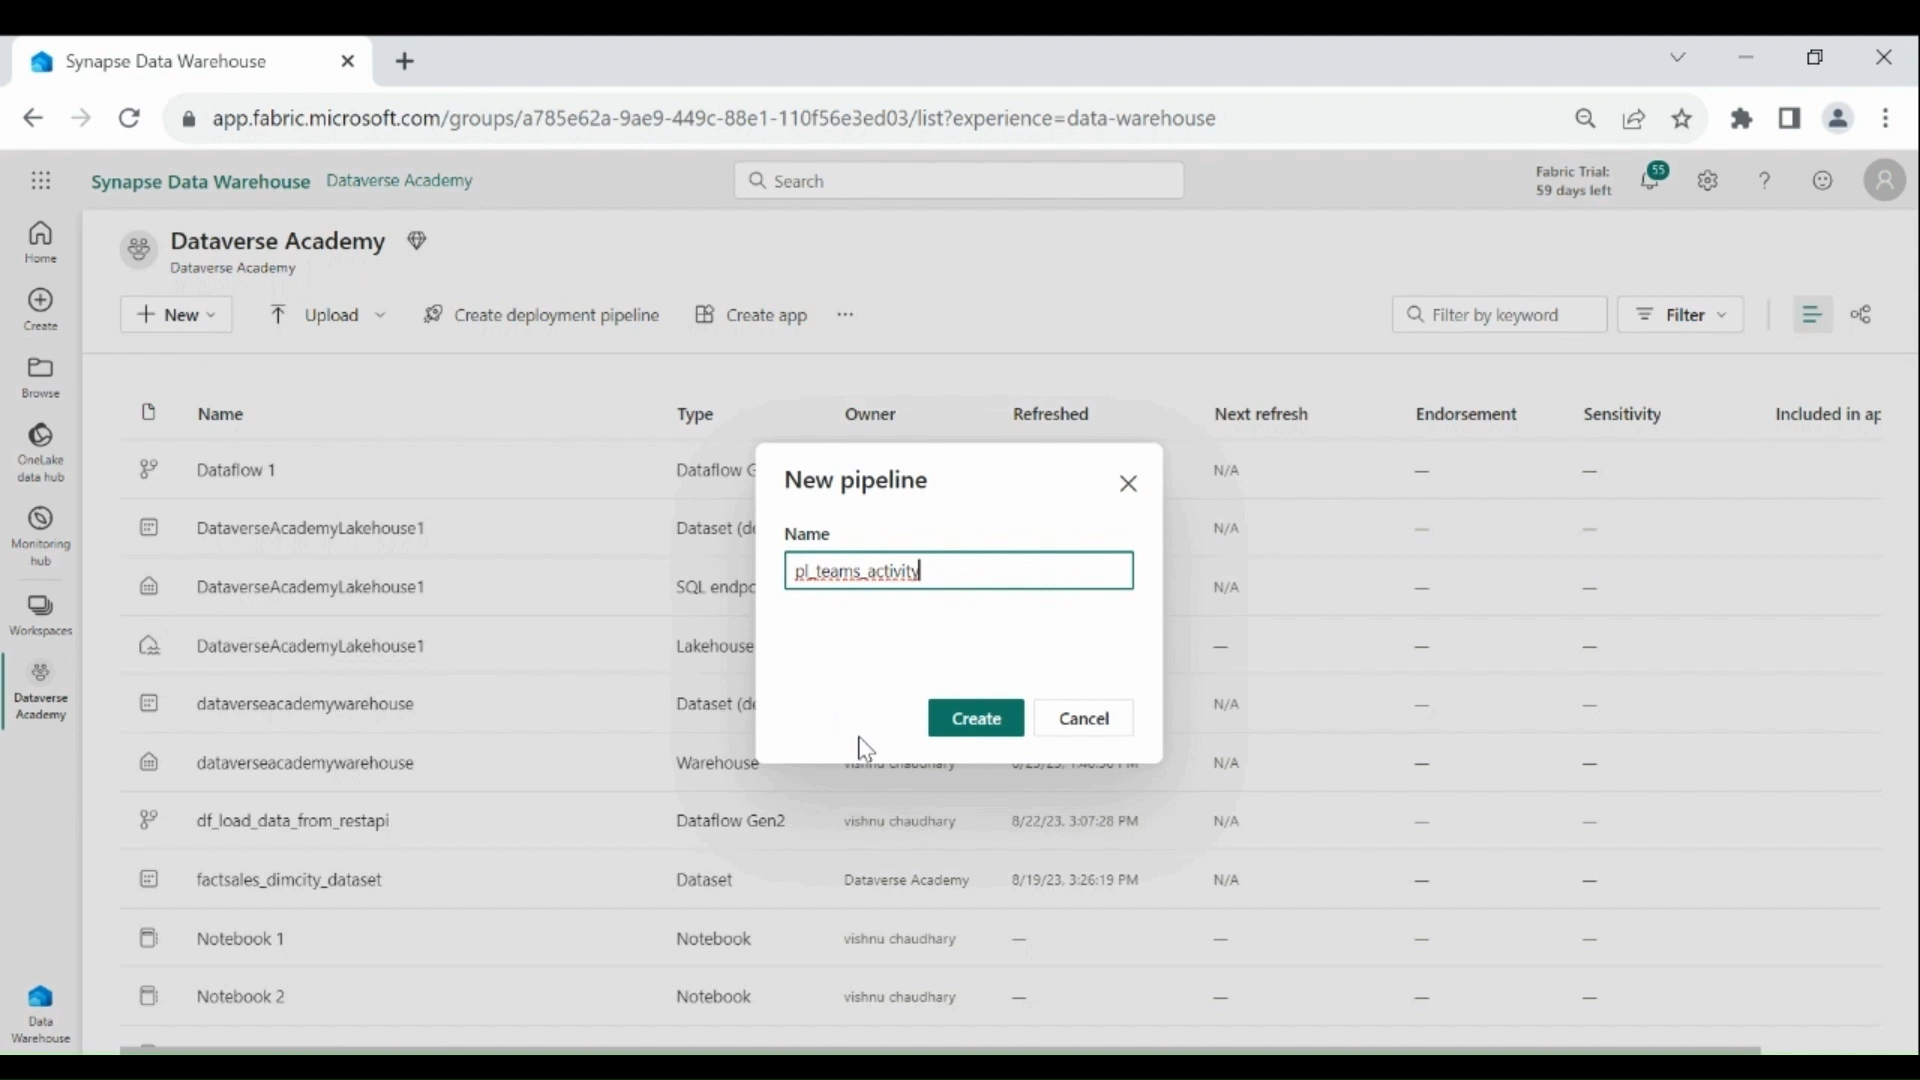 Synapse Data Warehouse
app.fabric.microsoft.com/groups/a785e62a-9ae9-449c-88e1-110f56e3ed03/list?experience=data-warehouse
Synapse Data Warehouse Dataverse Academy
Search
Fabric Trial:
59 days left
55
Home
Create
Browse
OneLake
data hub
Monitoring
hub
Workspaces
Dataverse
Academy
Data
Warehouse
Dataverse Academy
Dataverse Academy
New Upload Create deployment pipeline Create app
Filter by keyword Filter
Name Type Owner Refreshed Next refresh Endorsement Sensitivity Included in ap
Dataflow 1 Dataflow G N/A — —
DataverseAcademyLakehouse1 Dataset (de N/A — —
DataverseAcademyLakehouse1 SQL endpo N/A — —
DataverseAcademyLakehouse1 Lakehouse — — —
dataverseacademywarehouse Dataset (de N/A — —
dataverseacademywarehouse Warehouse vishnu chaudhary N/A — —
df_load_data_from_restapi Dataflow Gen2 vishnu chaudhary 8/22/23, 3:07:28 PM N/A — —
factsales_dimcity_dataset Dataset Dataverse Academy 8/19/23, 3:26:19 PM N/A — —
Notebook 1 Notebook vishnu chaudhary — — — —
Notebook 2 Notebook vishnu chaudhary — — — —
New pipeline
Name
pl_teams_activity
Create Cancel